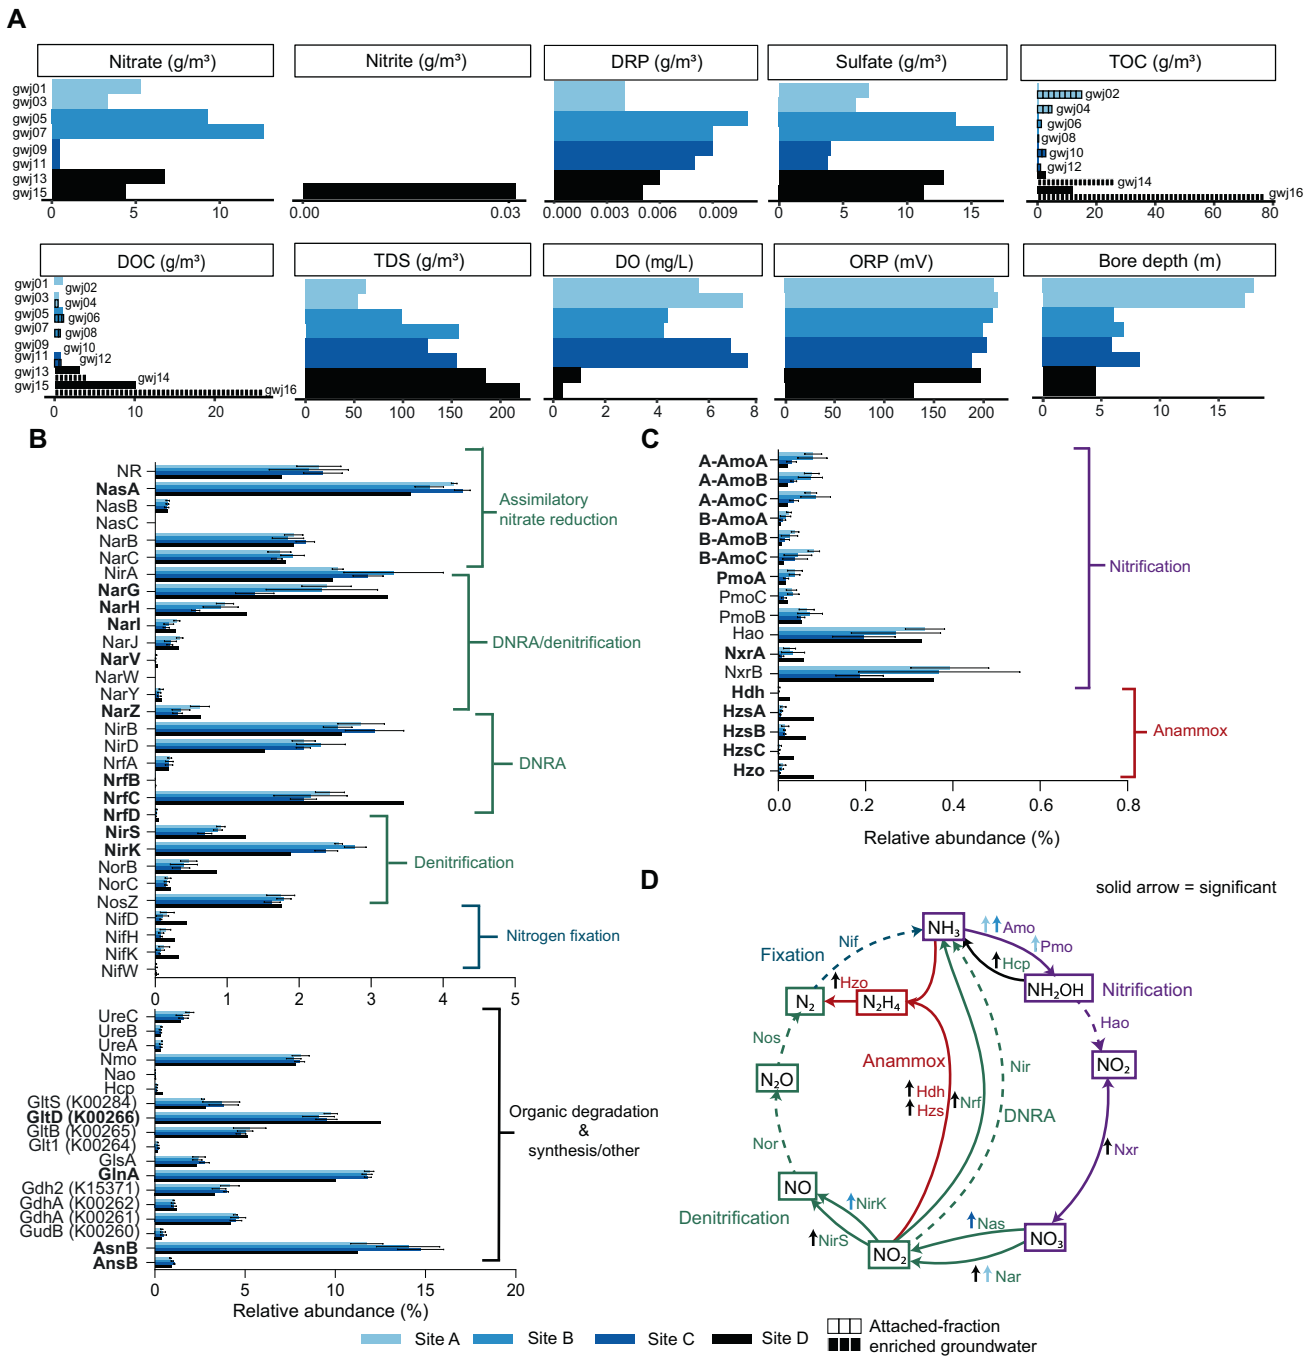 A
Nitrate (g/m³)
Nitrite (g/m³)
DRP (g/m³)
Sulfate (g/m³)
TOC (g/m³)
gwj01
gwj03
gwj05
gwj07
gwj09
gwj11
gwj13
gwj15
gwj02
gwj04
gwj06
gwj08
gwj10
gwj12
gwj14
gwj16
0 5 10
0.00 0.03
0.000 0.003 0.006 0.009
0 5 10 15
0 20 40 60 80
DOC (g/m³)
TDS (g/m³)
DO (mg/L)
ORP (mV)
Bore depth (m)
gwj01
gwj03
gwj05
gwj07
gwj09
gwj11
gwj13
gwj15
gwj02
gwj04
gwj06
gwj08
gwj10
gwj12
gwj14
gwj16
0 10 20
0 50 100 150 200
0 2 4 6 8
0 50 100 150 200
0 5 10 15
B
NR
NasA
NasB
NasC
NarB
NarC
NirA
NarG
NarH
NarI
NarJ
NarV
NarW
NarY
NarZ
NirB
NirD
NrfA
NrfB
NrfC
NrfD
NirS
NirK
NorB
NorC
NosZ
NifD
NifH
NifK
NifW
Assimilatory
nitrate reduction
DNRA/denitrification
DNRA
Denitrification
Nitrogen fixation
0 1 2 3 4 5
UreC
UreB
UreA
Nmo
Nao
Hcp
GltS (K00284)
GltD (K00266)
GltB (K00265)
Glt1 (K00264)
GlsA
GlnA
Gdh2 (K15371)
GdhA (K00262)
GdhA (K00261)
GudB (K00260)
AsnB
AnsB
Organic degradation
&
synthesis/other
0 5 10 15 20
Relative abundance (%)
C
A-AmoA
A-AmoB
A-AmoC
B-AmoA
B-AmoB
B-AmoC
PmoA
PmoC
PmoB
Hao
NxrA
NxrB
Hdh
HzsA
HzsB
HzsC
Hzo
Nitrification
Anammox
0.0 0.2 0.4 0.6 0.8
Relative abundance (%)
D
solid arrow = significant
NH₃
Amo
Pmo
Nif
Fixation
Hcp
NH₂OH
Nitrification
Hzo
N₂
N₂H₄
Hao
Nos
Anammox
Nir
NO₂
N₂O
Hdh
Hzs
Nrf
DNRA
Nor
Nxr
NO
NirK
Denitrification
NirS
Nas
NO₃
NO₂
Nar
Site A Site B Site C Site D
Attached-fraction
enriched groundwater